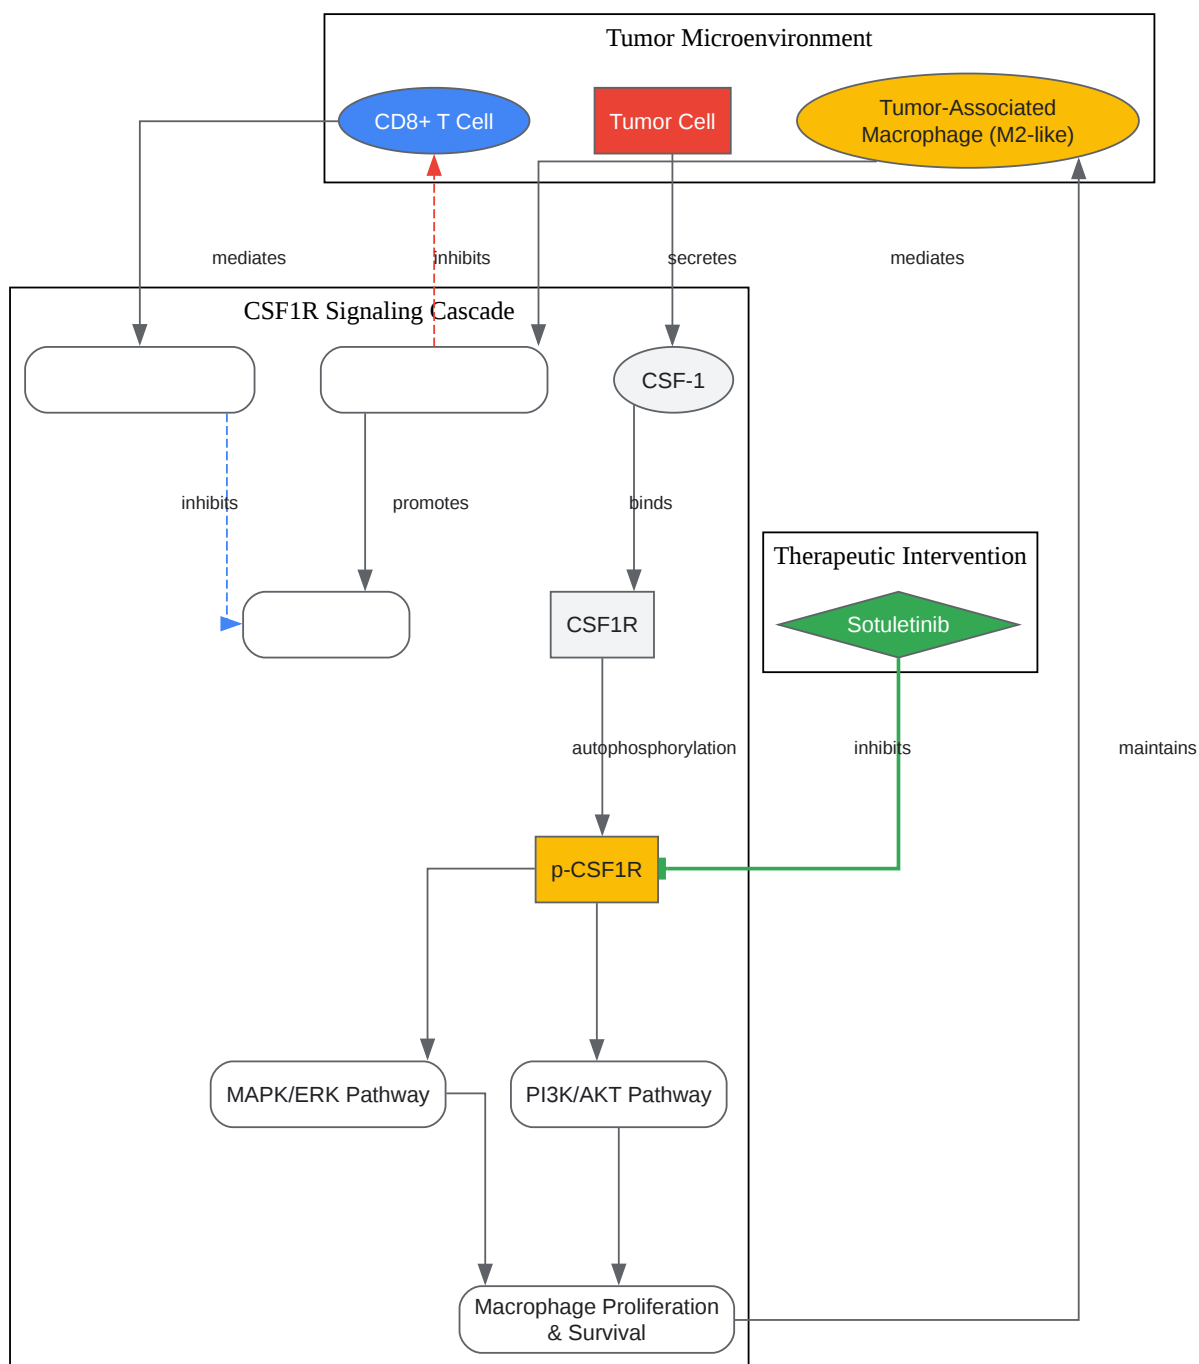 Tumor Microenvironment
CD8+ T Cell
Tumor Cell
Tumor-Associated
Macrophage (M2-like)
mediates
inhibits
secretes
mediates
CSF1R Signaling Cascade
CSF-1
inhibits
promotes
binds
Therapeutic Intervention
CSF1R
Sotuletinib
autophosphorylation
inhibits
maintains
p-CSF1R
MAPK/ERK Pathway
PI3K/AKT Pathway
Macrophage Proliferation
& Survival